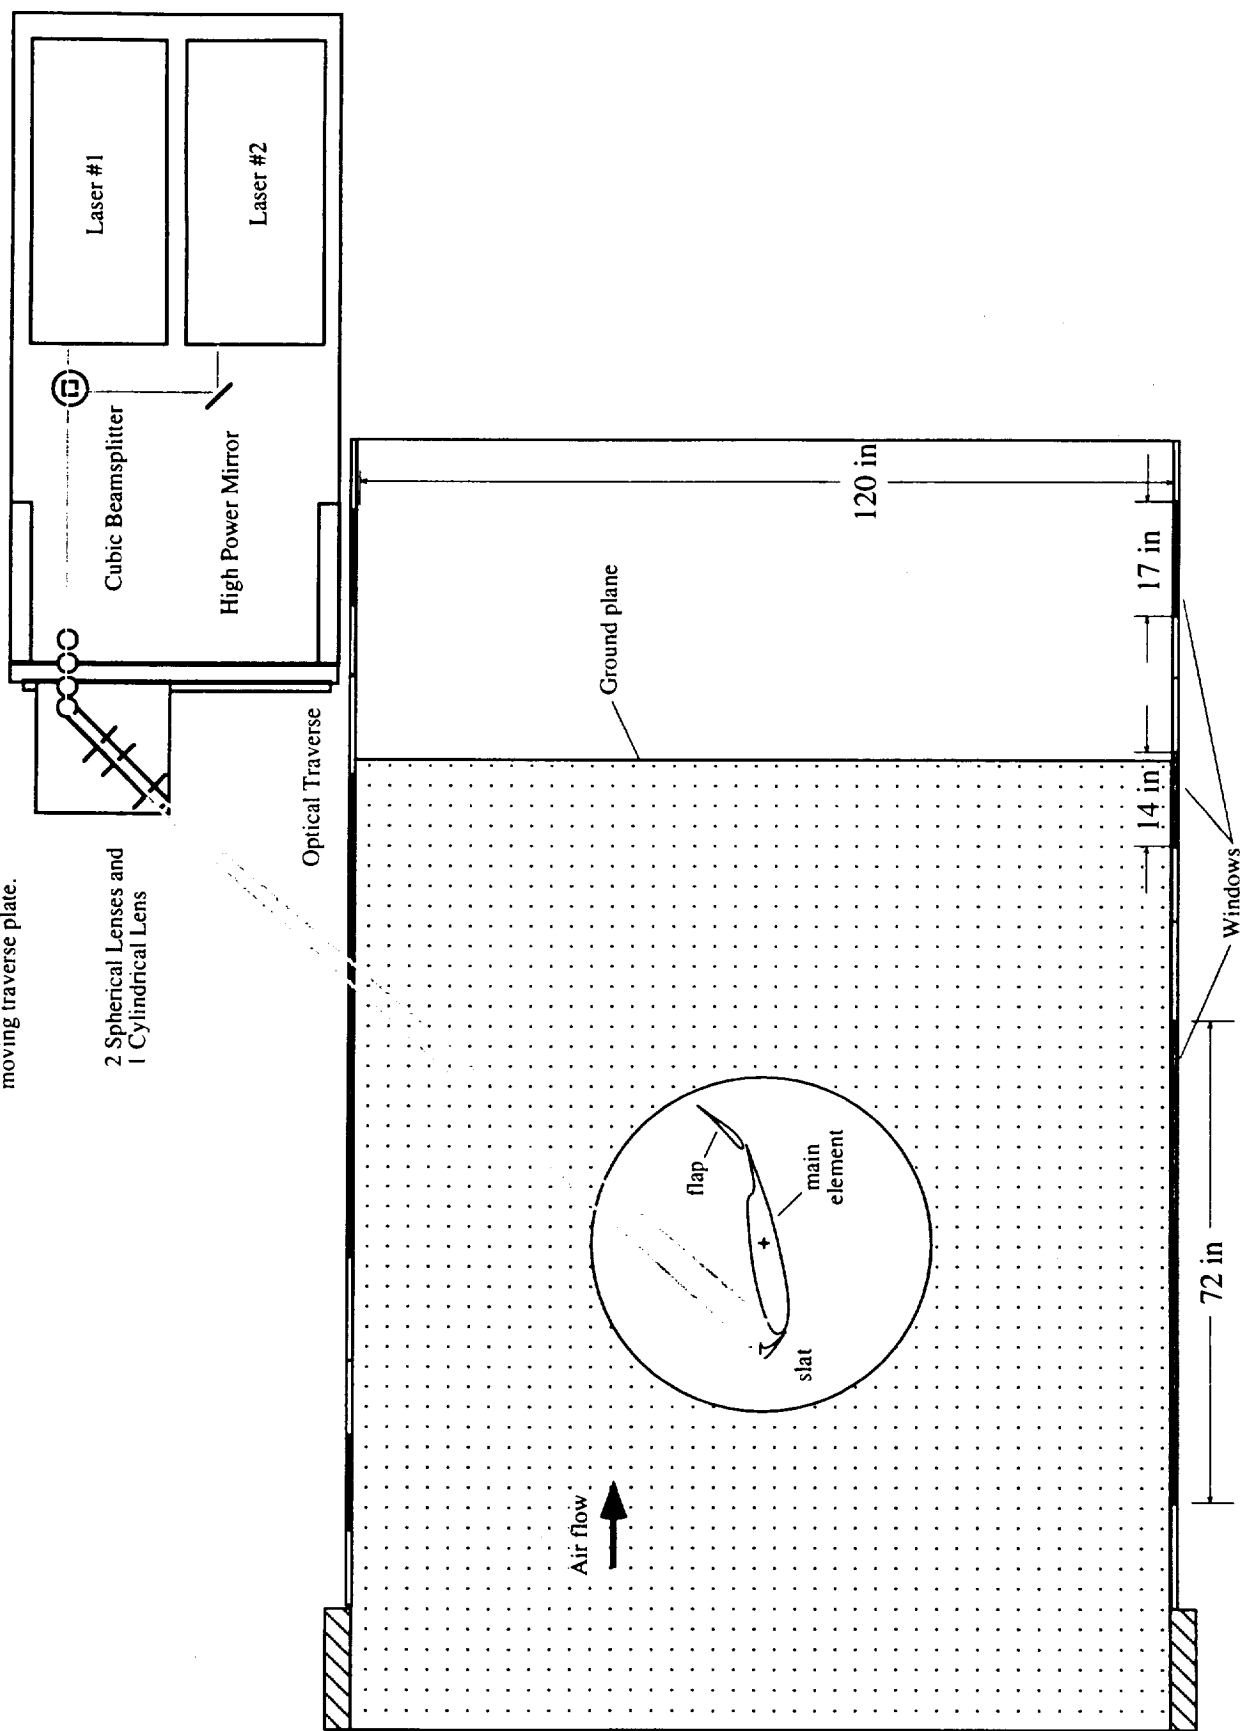 moving traverse plate.
2 Spherical Lenses and
1 Cylindrical Lens
Laser #1
Laser #2
Cubic Beamsplitter
High Power Mirror
Optical Traverse
Ground plane
120 in
17 in
14 in
Windows
72 in
flap
main
element
slat
Air flow